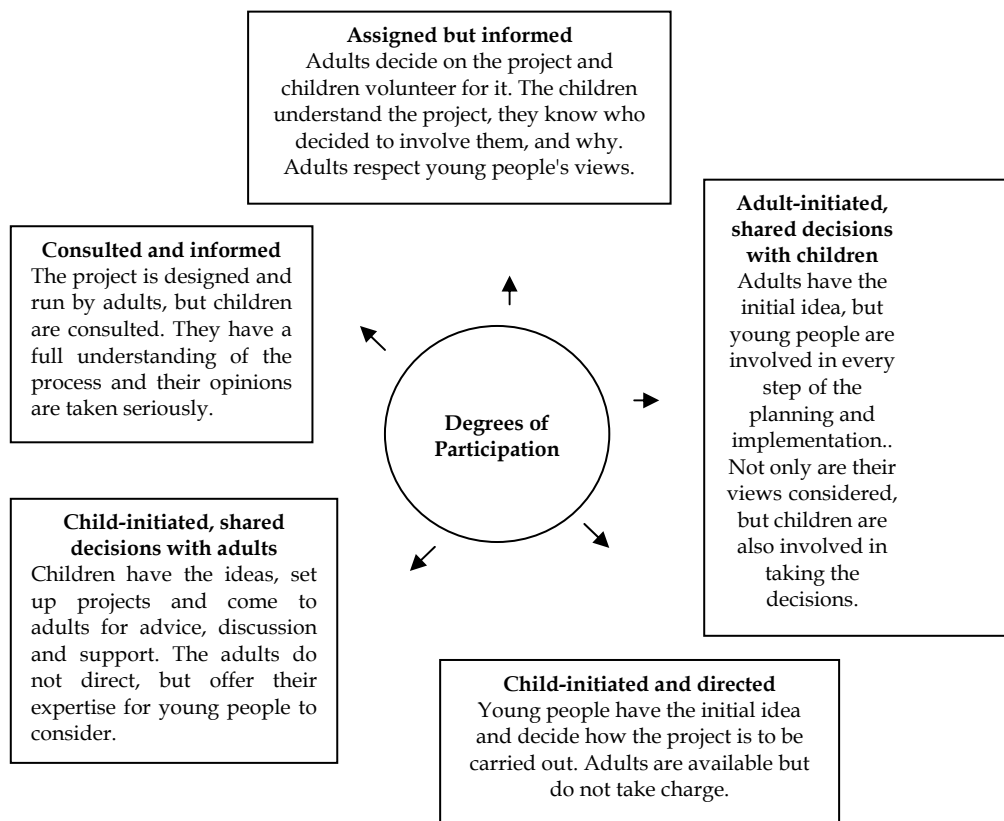 Assigned but informed
Adults decide on the project and
children volunteer for it. The children
understand the project, they know who
decided to involve them, and why.
Adults respect young people's views.
Adult-initiated,
shared decisions
with children
Adults have the
initial idea, but
young people are
involved in every
step of the
planning and
implementation..
Not only are their
views considered,
but children are
also involved in
taking the
decisions.
Consulted and informed
The project is designed and
run by adults, but children
are consulted. They have a
full understanding of the
process and their opinions
are taken seriously.
Degrees of
Participation
Child-initiated, shared
decisions with adults
Children have the ideas, set
up projects and come to
adults for advice, discussion
and support. The adults do
not direct, but offer their
expertise for young people to
consider.
Child-initiated and directed
Young people have the initial idea
and decide how the project is to be
carried out. Adults are available but
do not take charge.